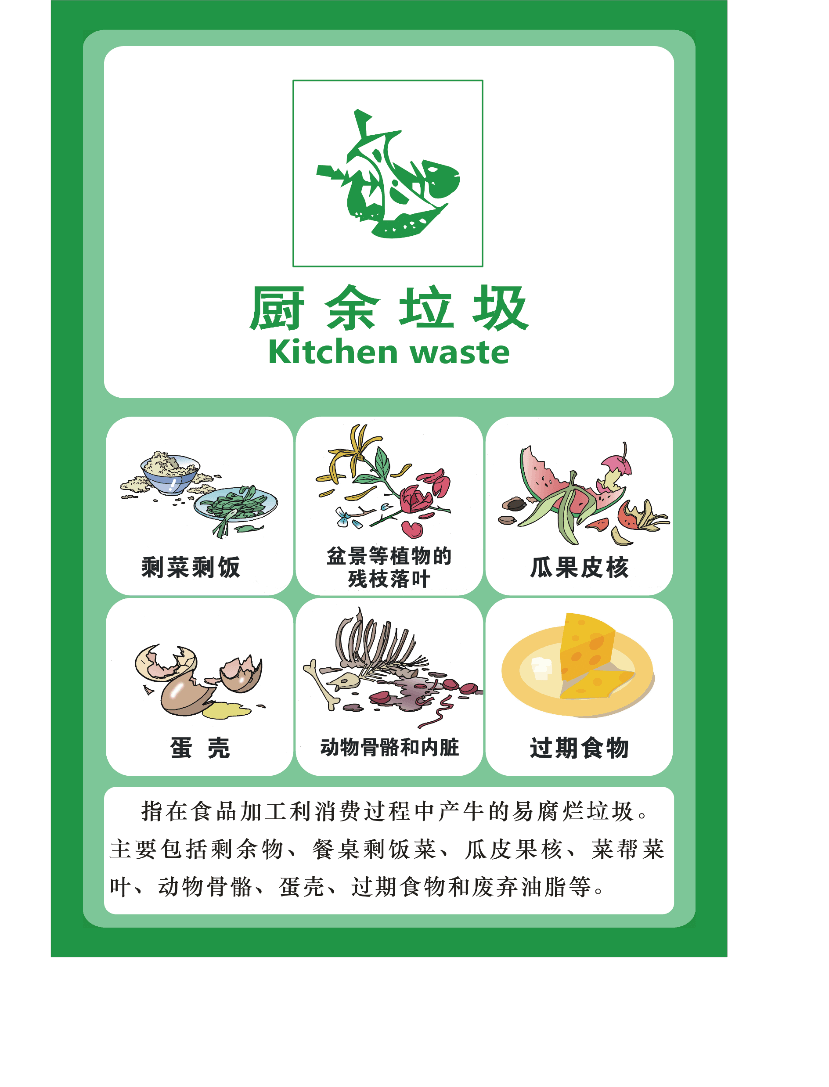 厨余垃圾
Kitchen waste
剩菜剩饭
盆景等植物的
残枝落叶
瓜果皮核
蛋 壳
动物骨骼和内脏
过期食物
指在食品加工利消费过程中产牛的易腐烂垃圾。
主要包括剩余物、餐桌剩饭菜、瓜皮果核、菜帮菜
叶、动物骨骼、蛋壳、过期食物和废弃油脂等。